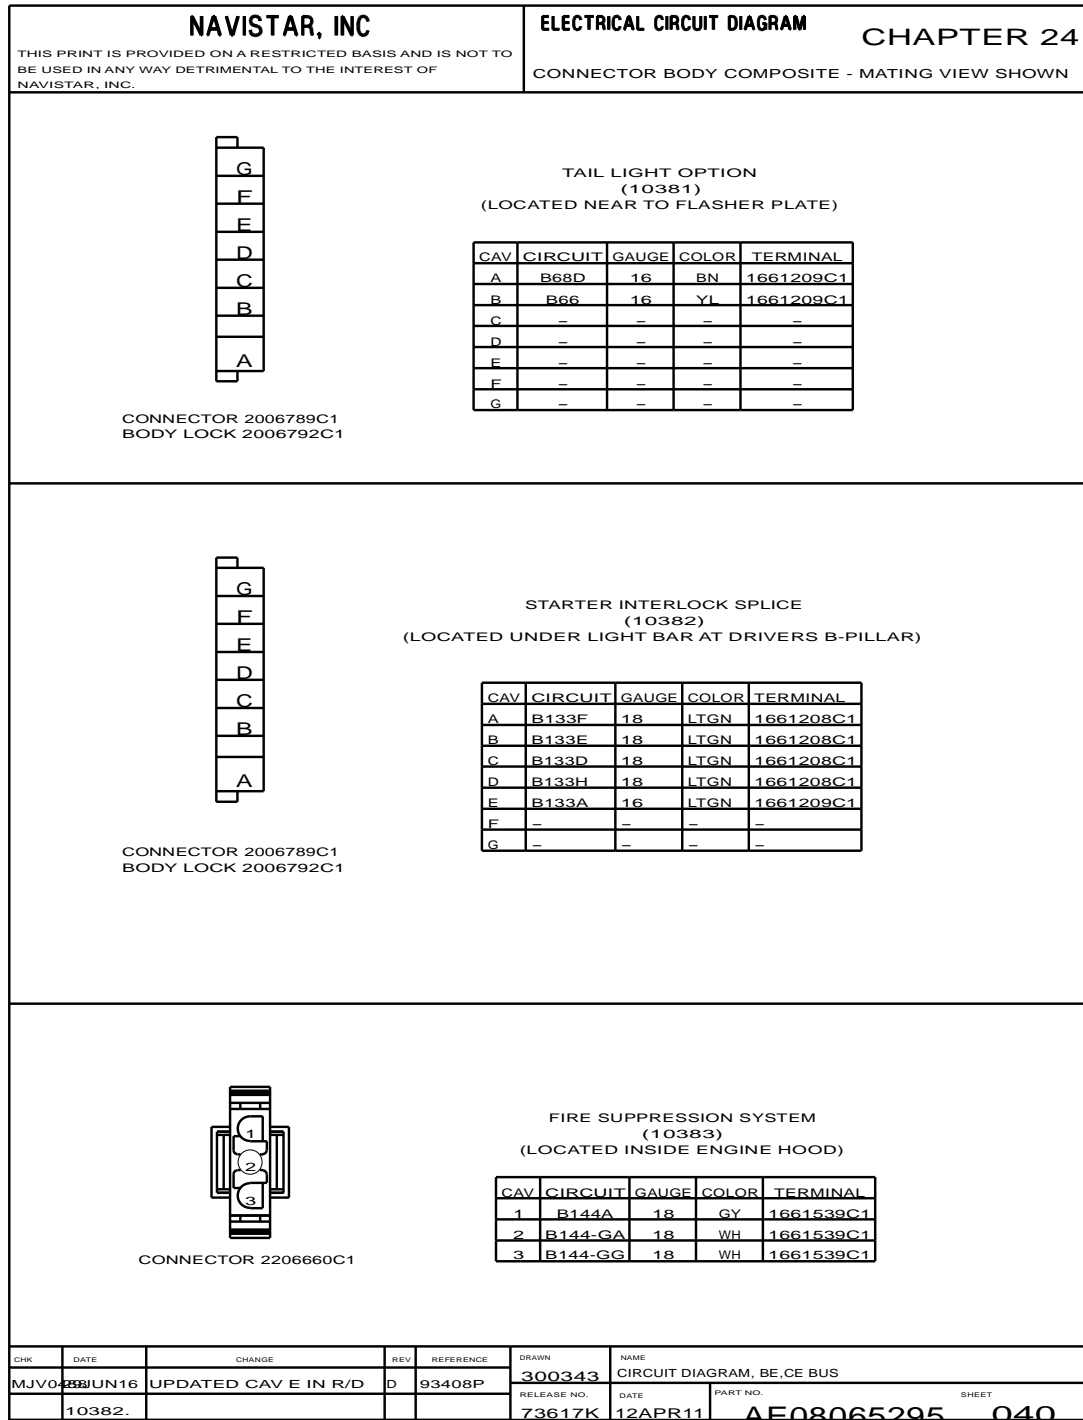 NAVISTAR, INC
THIS PRINT IS PROVIDED ON A RESTRICTED BASIS AND IS NOT TO
BE USED IN ANY WAY DETRIMENTAL TO THE INTEREST OF
NAVISTAR, INC.
ELECTRICAL CIRCUIT DIAGRAM
CHAPTER 24
CONNECTOR BODY COMPOSITE - MATING VIEW SHOWN
G
F
E
D
C
B
A
CONNECTOR 2006789C1
BODY LOCK 2006792C1
TAIL LIGHT OPTION
(10381)
(LOCATED NEAR TO FLASHER PLATE)
CAV CIRCUIT GAUGE COLOR TERMINAL
A B68D 16 BN 1661209C1
B B66 16 YL 1661209C1
C – – – –
D – – – –
E – – – –
F – – – –
G – – – –
G
F
E
D
C
B
A
CONNECTOR 2006789C1
BODY LOCK 2006792C1
STARTER INTERLOCK SPLICE
(10382)
(LOCATED UNDER LIGHT BAR AT DRIVERS B-PILLAR)
CAV CIRCUIT GAUGE COLOR TERMINAL
A B133F 18 LTGN 1661208C1
B B133E 18 LTGN 1661208C1
C B133D 18 LTGN 1661208C1
D B133H 18 LTGN 1661208C1
E B133A 16 LTGN 1661209C1
F – – – –
G – – – –
1
2
3
CONNECTOR 2206660C1
FIRE SUPPRESSION SYSTEM
(10383)
(LOCATED INSIDE ENGINE HOOD)
CAV CIRCUIT GAUGE COLOR TERMINAL
1 B144A 18 GY 1661539C1
2 B144-GA 18 WH 1661539C1
3 B144-GG 18 WH 1661539C1
CHK DATE CHANGE REV REFERENCE
UPDATED CAV E IN R/D D 93408P
10382.
DRAWN
300343
NAME
CIRCUIT DIAGRAM, BE,CE BUS
RELEASE NO.
73617K
DATE
12APR11
PART NO.
AE08065295
SHEET
040